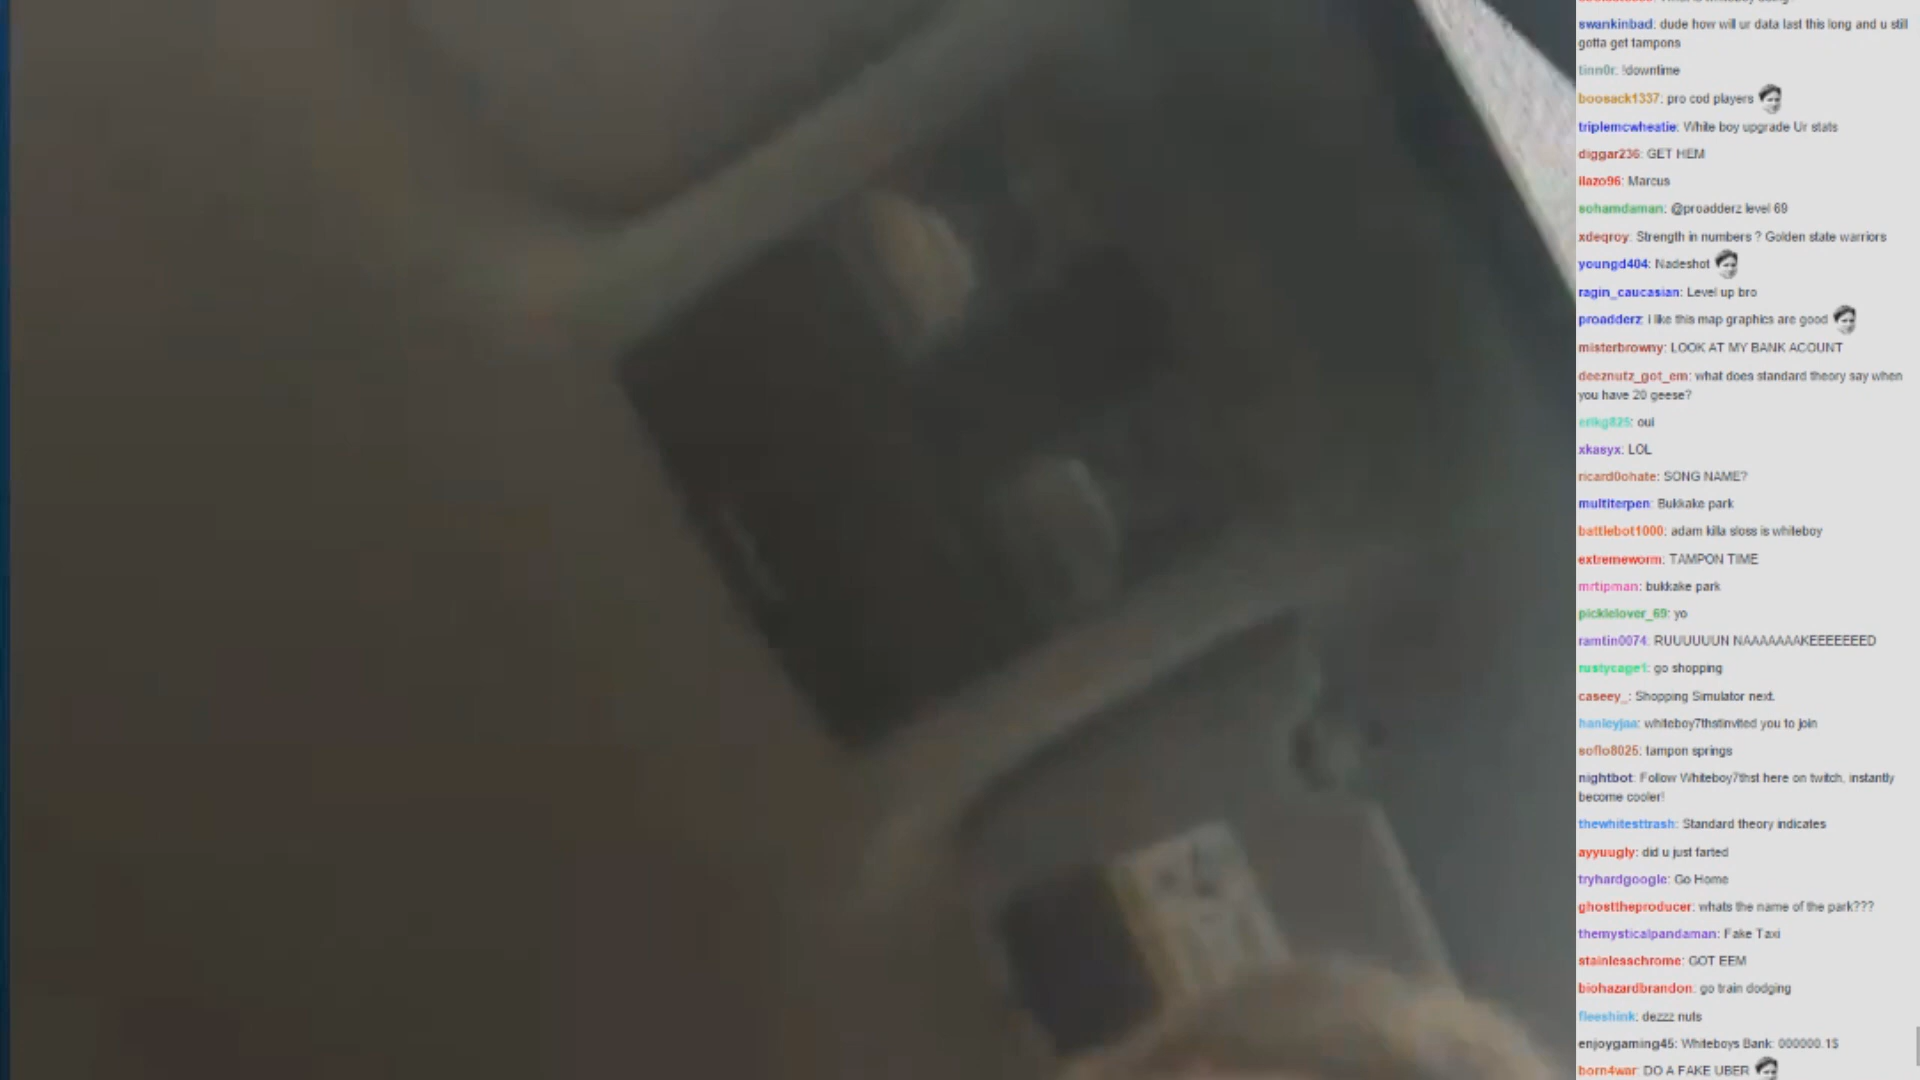 swankinbad: dude how will ur data last this long and u still
gotta get tampons
tinn0r: !downtime
boosack1337: pro cod players
triplemcwheatie: White boy upgrade Ur stats
diggar236: GET HEM
ilazo96: Marcus
sohamdaman: @proadderz level 69
xdeqroy: Strength in numbers ? Golden state warriors
youngd404: Nadeshot
ragin_caucasian: Level up bro
proadderz: i like this map graphics are good
misterbrowny: LOOK AT MY BANK ACOUNT
deeznutz_got_em: what does standard theory say when
you have 20 geese?
erikg825: oui
xkasyx: LOL
ricard0ohate: SONG NAME?
multiterpen: Bukkake park
battlebot1000: adam killa sloss is whiteboy
extremeworm: TAMPON TIME
mrtipman: bukkake park
picklelover_69: yo
ramtin0074: RUUUUUUN NAAAAAAAKEEEEEEED
rustycage1: go shopping
caseey_: Shopping Simulator next.
hanleyjaa: whiteboy7thstinvited you to join
soflo8025: tampon springs
nightbot: Follow Whiteboy7thst here on twitch, instantly
become cooler!
thewhitesttrash: Standard theory indicates
ayyuugly: did u just farted
tryhardgoogle: Go Home
ghosttheproducer: whats the name of the park???
themysticalpandaman: Fake Taxi
stainlesschrome: GOT EEM
biohazardbrandon: go train dodging
fleeshink: dezzz nuts
enjoygaming45: Whiteboys Bank: 000000.1$
born4war: DO A FAKE UBER